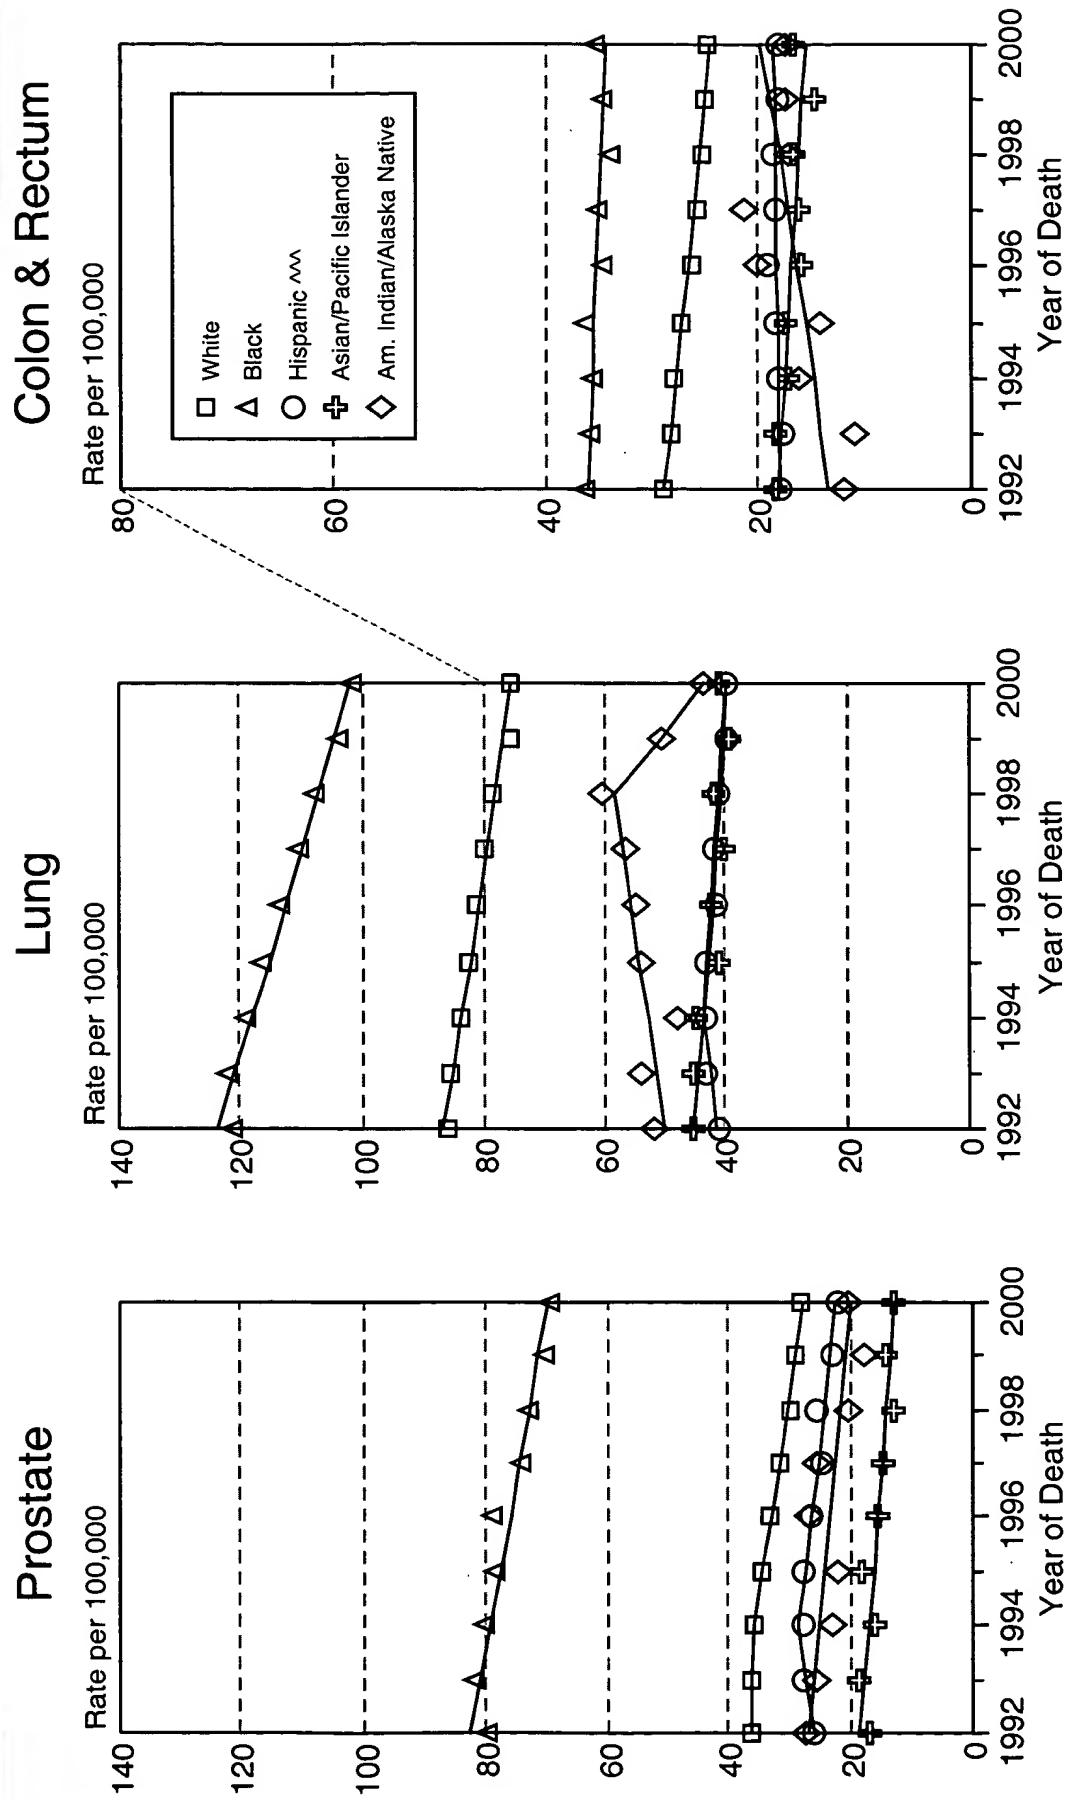 Prostate
Rate per 100,000
140
120
100
80
60
40
20
0
1992
1994
1996
1998
2000
Year of Death
Lung
Rate per 100,000
140
120
100
80
60
40
20
0
1992
1994
1996
1998
2000
Year of Death
Colon & Rectum
Rate per 100,000
80
60
40
20
0
White
Black
Hispanic ^^^
Asian/Pacific Islander
Am. Indian/Alaska Native
1992
1994
1996
1998
2000
Year of Death